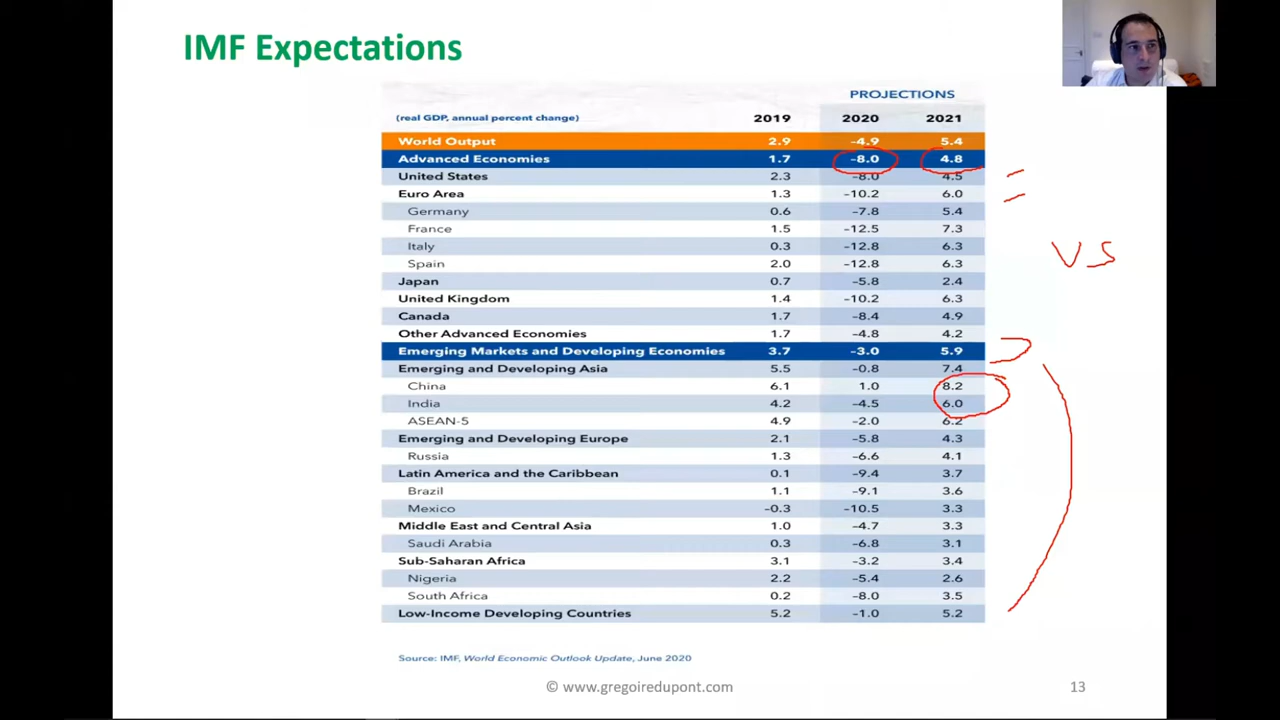 IMF Expectations
PROJECTIONS
(real GDP, annual percent change) 2019 2020 2021
World Output 2.9 –4.9 5.4
Advanced Economies 1.7 –8.0 4.8
United States 2.3 –8.0 4.5
Euro Area 1.3 –10.2 6.0
Germany 0.6 –7.8 5.4
France 1.5 –12.5 7.3
Italy 0.3 –12.8 6.3
Spain 2.0 –12.8 6.3
VS
Japan 0.7 –5.8 2.4
United Kingdom 1.4 –10.2 6.3
Canada 1.7 –8.4 4.9
Other Advanced Economies 1.7 –4.8 4.2
Emerging Markets and Developing Economies 3.7 –3.0 5.9
Emerging and Developing Asia 5.5 –0.8 7.4
China 6.1 1.0 8.2
India 4.2 –4.5 6.0
ASEAN-5 4.9 –2.0 6.2
Emerging and Developing Europe 2.1 –5.8 4.3
Russia 1.3 –6.6 4.1
Latin America and the Caribbean 0.1 –9.4 3.7
Brazil 1.1 –9.1 3.6
Mexico –0.3 –10.5 3.3
Middle East and Central Asia 1.0 –4.7 3.3
Saudi Arabia 0.3 –6.8 3.1
Sub-Saharan Africa 3.1 –3.2 3.4
Nigeria 2.2 –5.4 2.6
South Africa 0.2 –8.0 3.5
Low-Income Developing Countries 5.2 –1.0 5.2
Source: IMF, World Economic Outlook Update, June 2020
© www.gregoiredupont.com 13